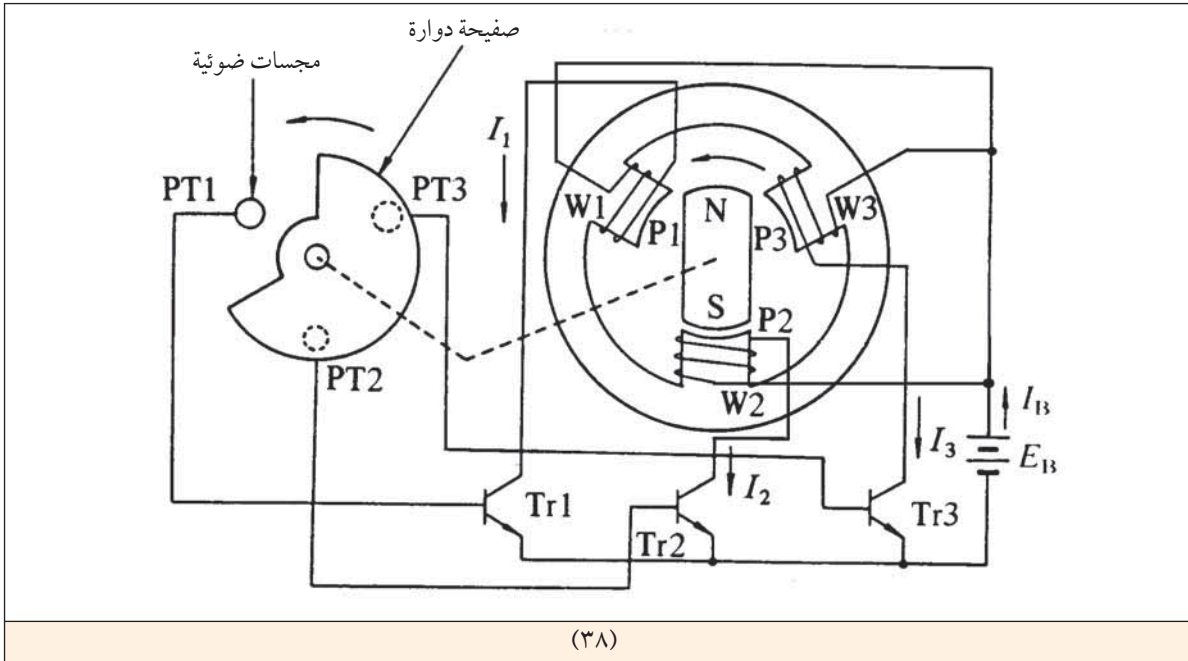 صفيحة دوارة
مجسات ضوئية
PT1
PT3
PT2
I1
W1
P1
N
P3
W3
S
P2
W2
I2
I3
IB
EB
Tr1
Tr2
Tr3
(٣٨)